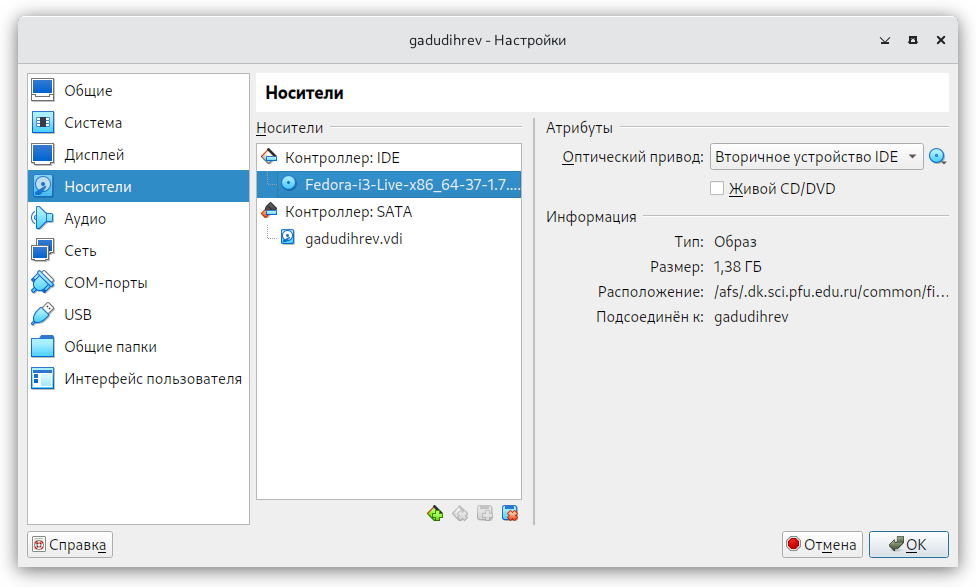 gadudihrev - Настройки
Общие
Система
Дисплей
Носители
Аудио
Сеть
COM-порты
USB
Общие папки
Интерфейс пользователя
Носители
Носители
Контроллер: IDE
Fedora-i3-Live-x86_64-37-1.7....
Контроллер: SATA
gadudihrev.vdi
Атрибуты
Оптический привод: Вторичное устройство IDE
Живой CD/DVD
Информация
Тип: Образ
Размер: 1,38 ГБ
Расположение: /afs/.dk.sci.pfu.edu.ru/common/fi...
Подсоединён к: gadudihrev
Справка
Отмена
OK